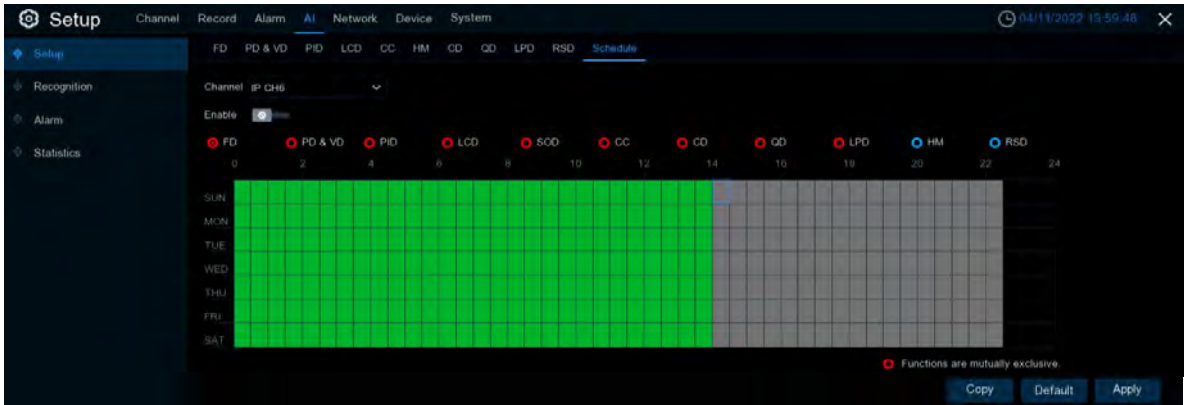 Setup Channel Record Alarm AI Network Device System 04/11/2022 15:59:48
Setup FD PD & VD PID LCD CC HM CD QD LPD RSD Schedule
Recognition
Channel IP CH6
Alarm
Enable
Statistics
FD PD & VD PID LCD SOD CC CD QD LPD HM RSD
0 2 4 6 8 10 12 14 16 18 20 22 24
SUN
MON
TUE
WED
THU
FRI
SAT
Functions are mutually exclusive.
Copy Default Apply